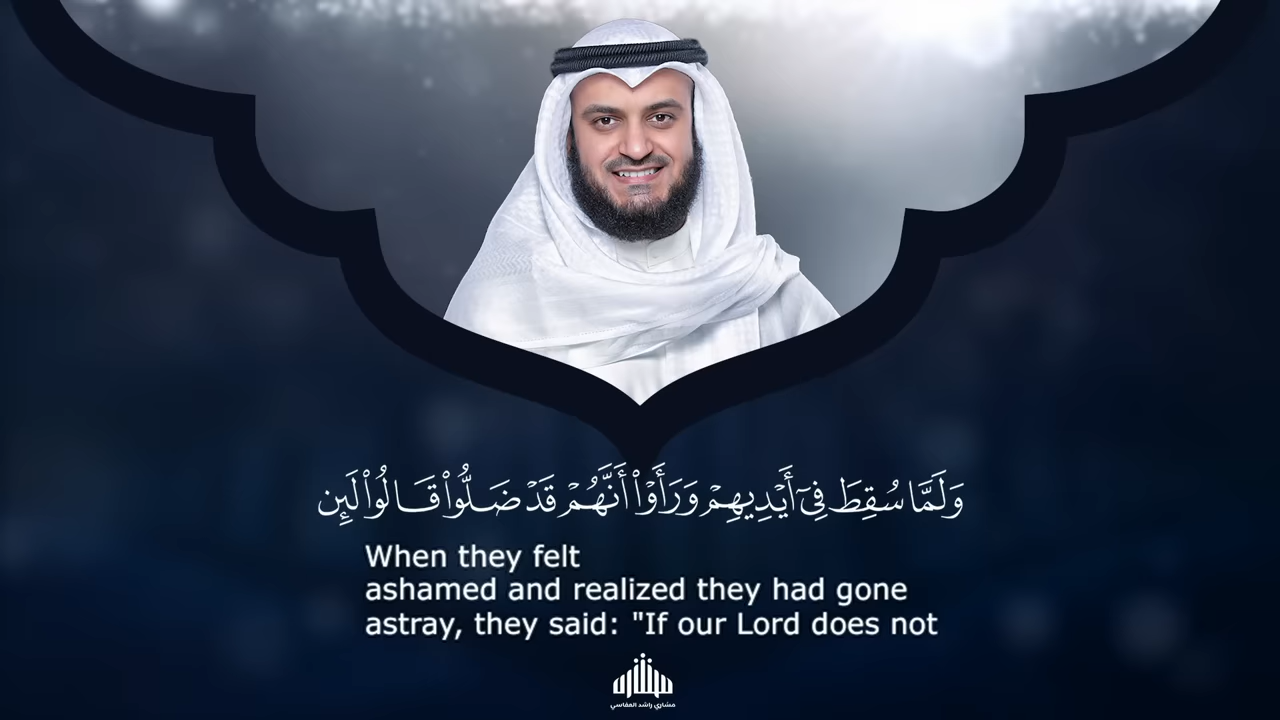 وَلَمَّا سُقِطَ فِىٓ أَيْدِيهِمْ وَرَأَوْا۟ أَنَّهُمْ قَدْ ضَلُّوا۟ قَالُوا۟ لَئِن
When they felt
ashamed and realized they had gone
astray, they said: "If our Lord does not
مشاري راشد العفاسي